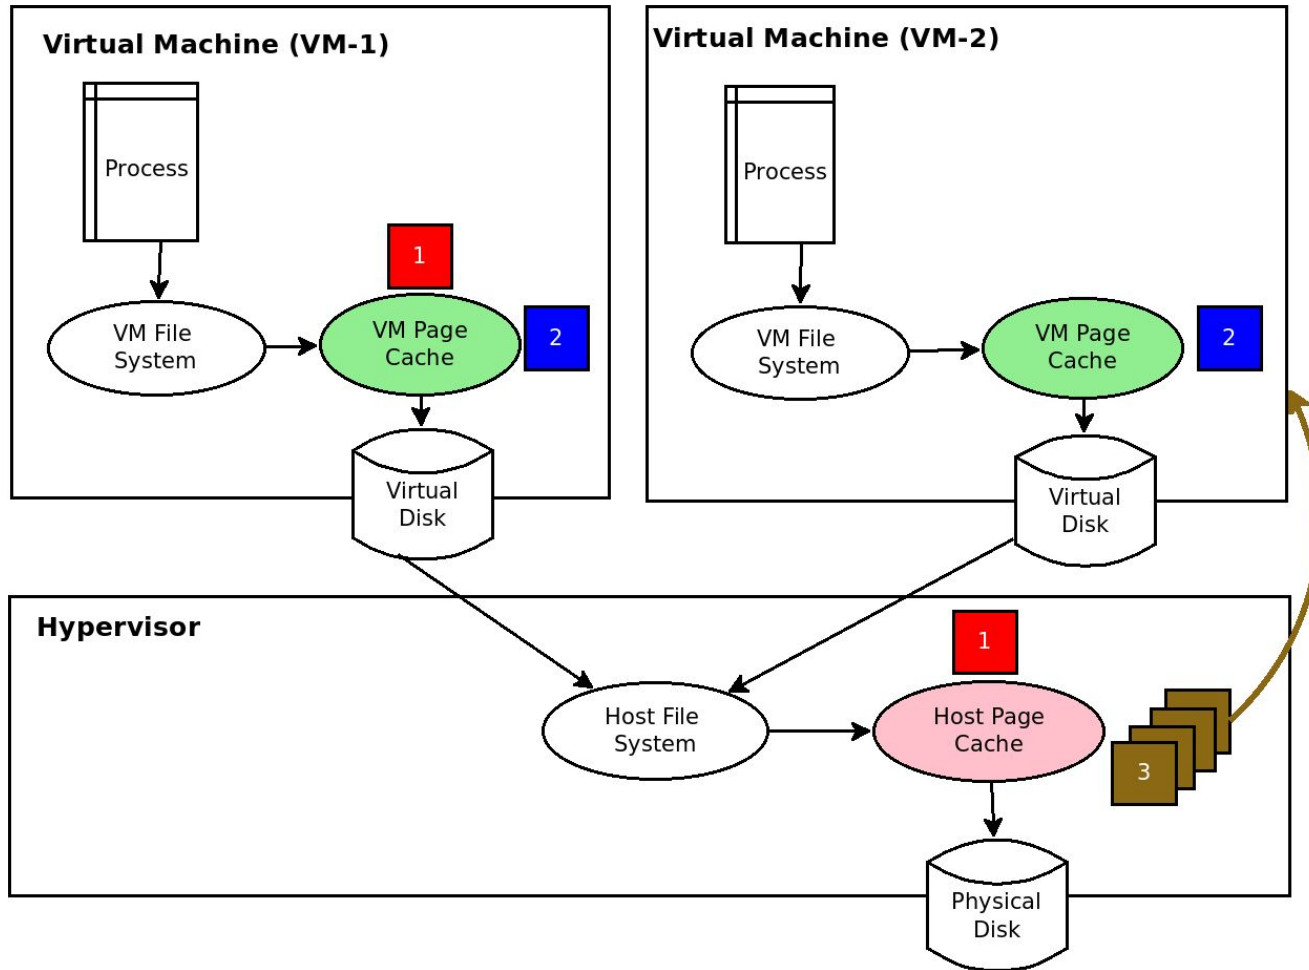 Virtual Machine (VM-1)
Process
1
VM File
System
VM Page
Cache
2
Virtual
Disk
Virtual Machine (VM-2)
Process
VM File
System
VM Page
Cache
2
Virtual
Disk
Hypervisor
1
Host File
System
Host Page
Cache
3
Physical
Disk